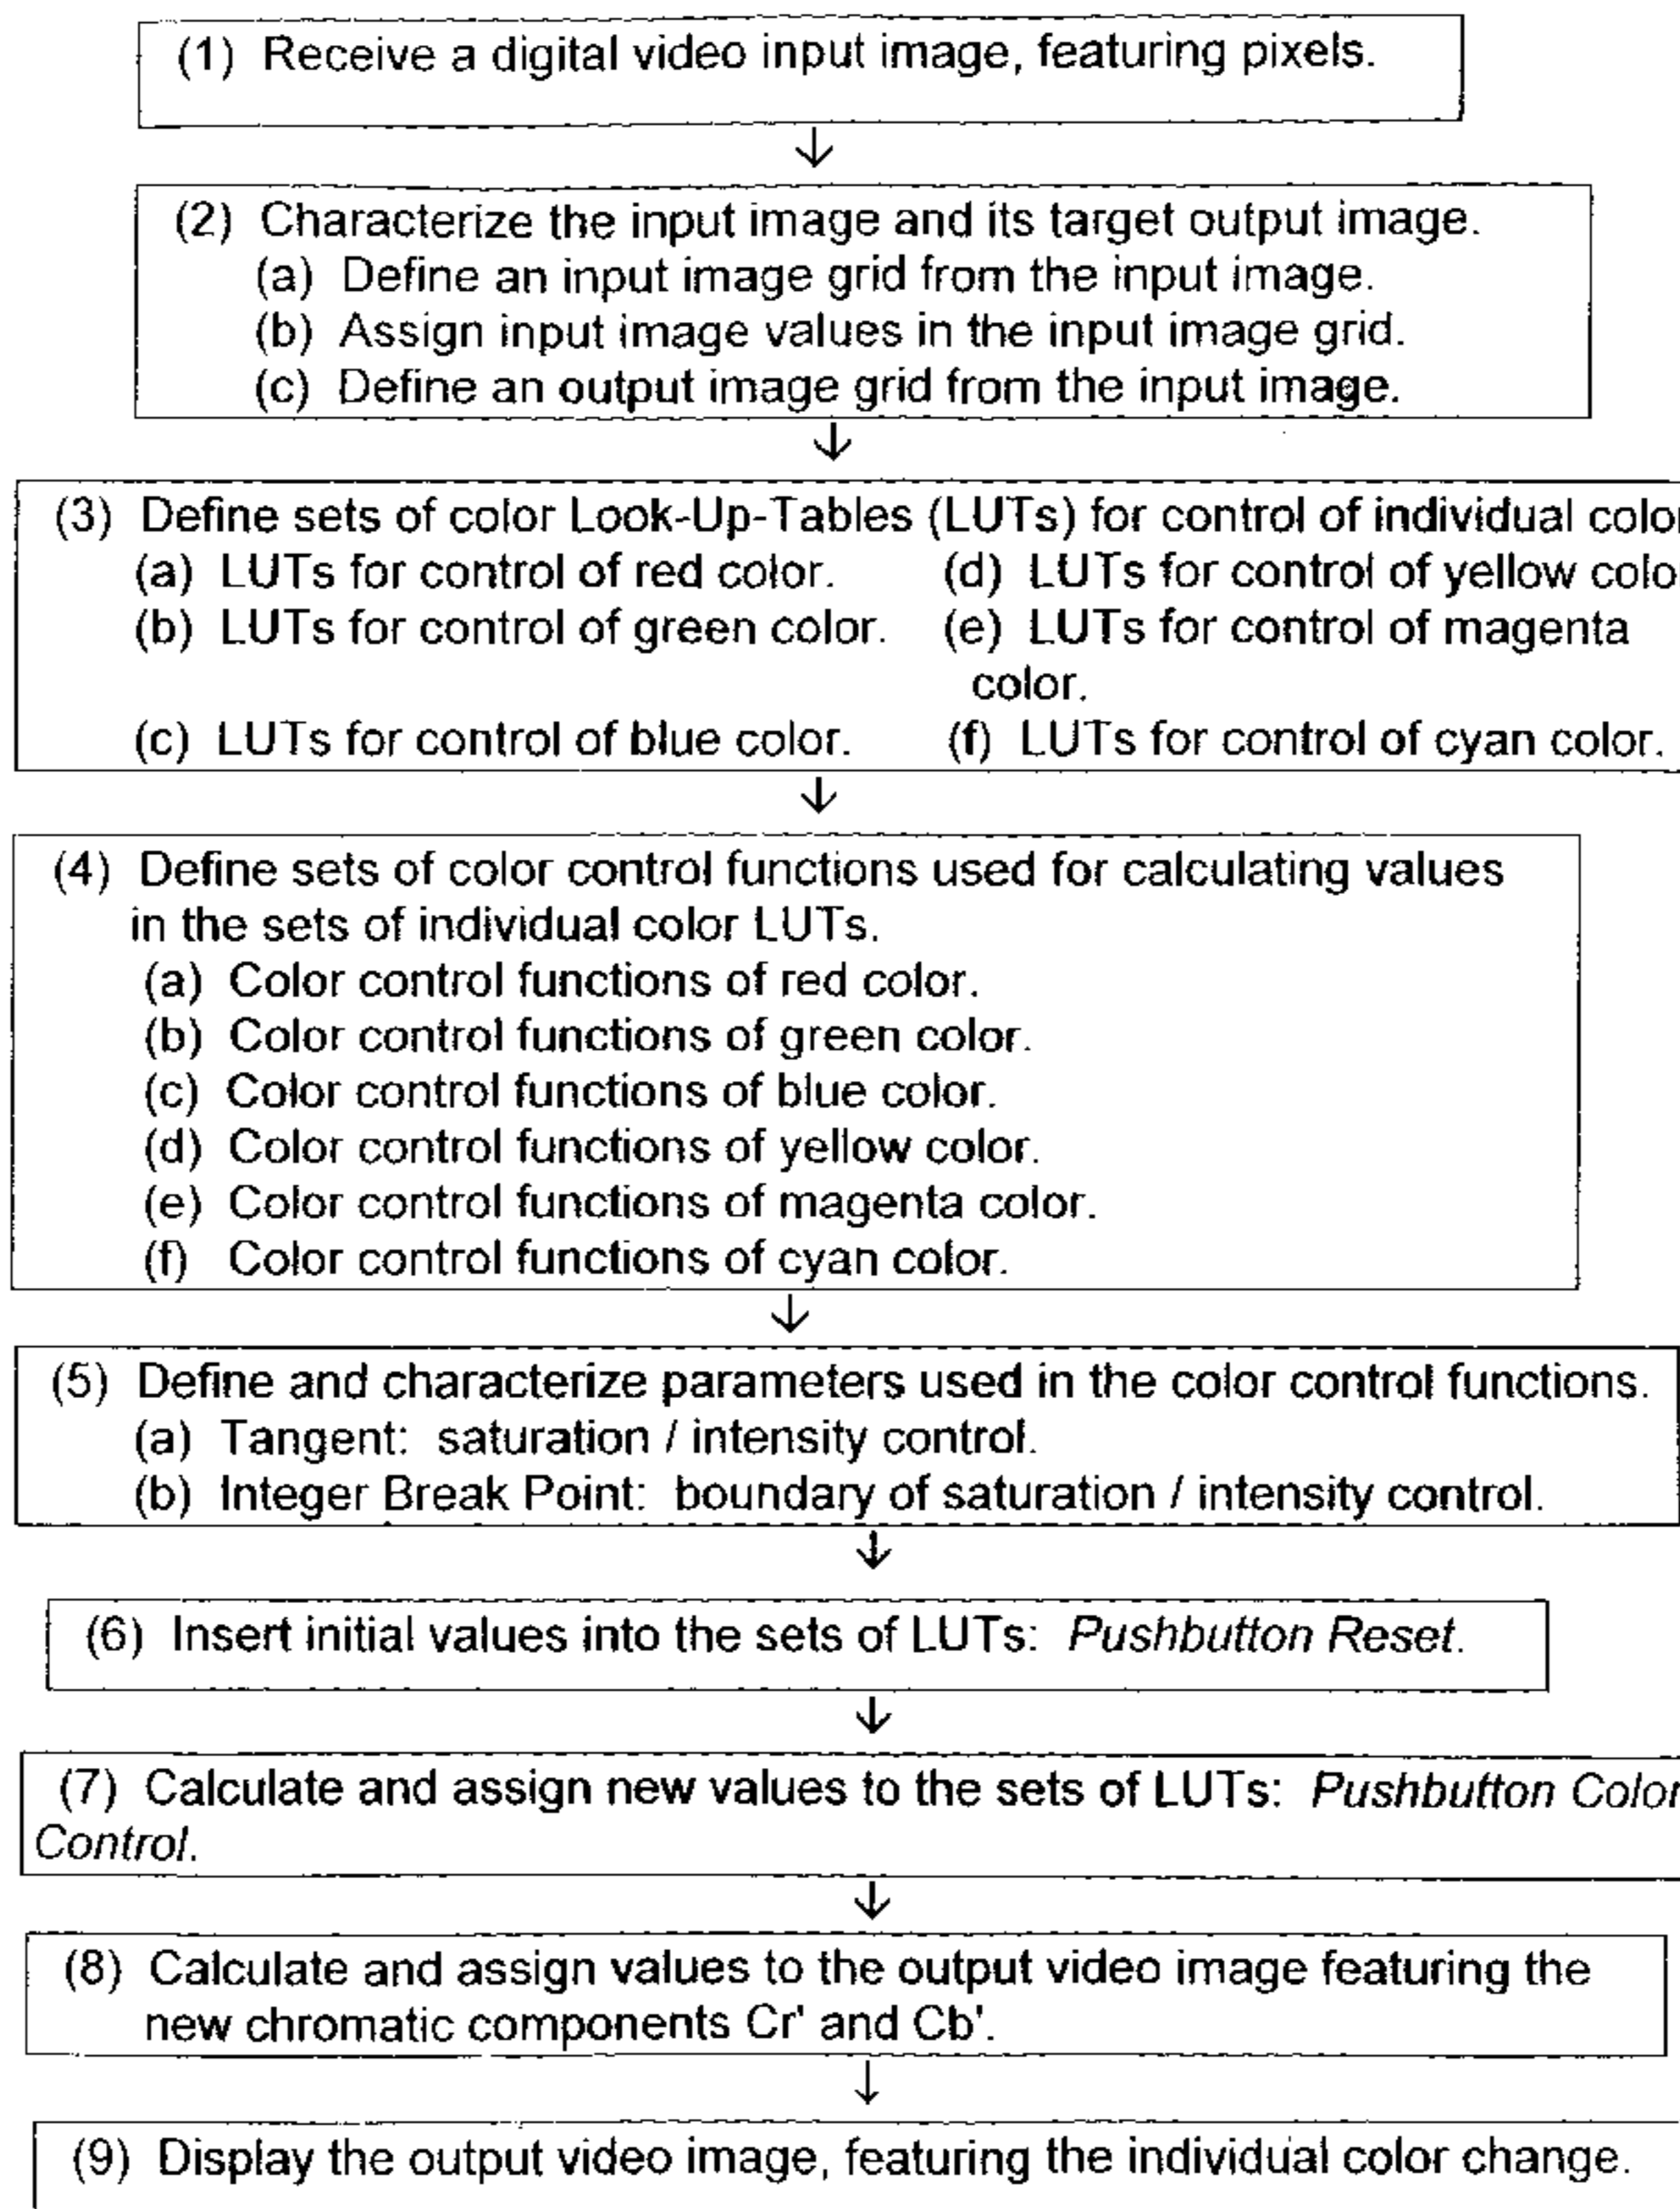 (1) Receive a digital video input image, featuring pixels.
(2) Characterize the input image and its target output image.
(a) Define an input image grid from the input image.
(b) Assign input image values in the input image grid.
(c) Define an output image grid from the input image.
(3) Define sets of color Look-Up-Tables (LUTs) for control of individual color
(a) LUTs for control of red color. (d) LUTs for control of yellow colo
(b) LUTs for control of green color. (e) LUTs for control of magenta
color.
(c) LUTs for control of blue color. (f) LUTs for control of cyan color.
(4) Define sets of color control functions used for calculating values
in the sets of individual color LUTs.
(a) Color control functions of red color.
(b) Color control functions of green color.
(c) Color control functions of blue color.
(d) Color control functions of yellow color.
(e) Color control functions of magenta color.
(f) Color control functions of cyan color.
(5) Define and characterize parameters used in the color control functions.
(a) Tangent: saturation / intensity control.
(b) Integer Break Point: boundary of saturation / intensity control.
(6) Insert initial values into the sets of LUTs: Pushbutton Reset.
(7) Calculate and assign new values to the sets of LUTs: Pushbutton Color
Control.
(8) Calculate and assign values to the output video image featuring the
new chromatic components Cr' and Cb'.
(9) Display the output video image, featuring the individual color change.